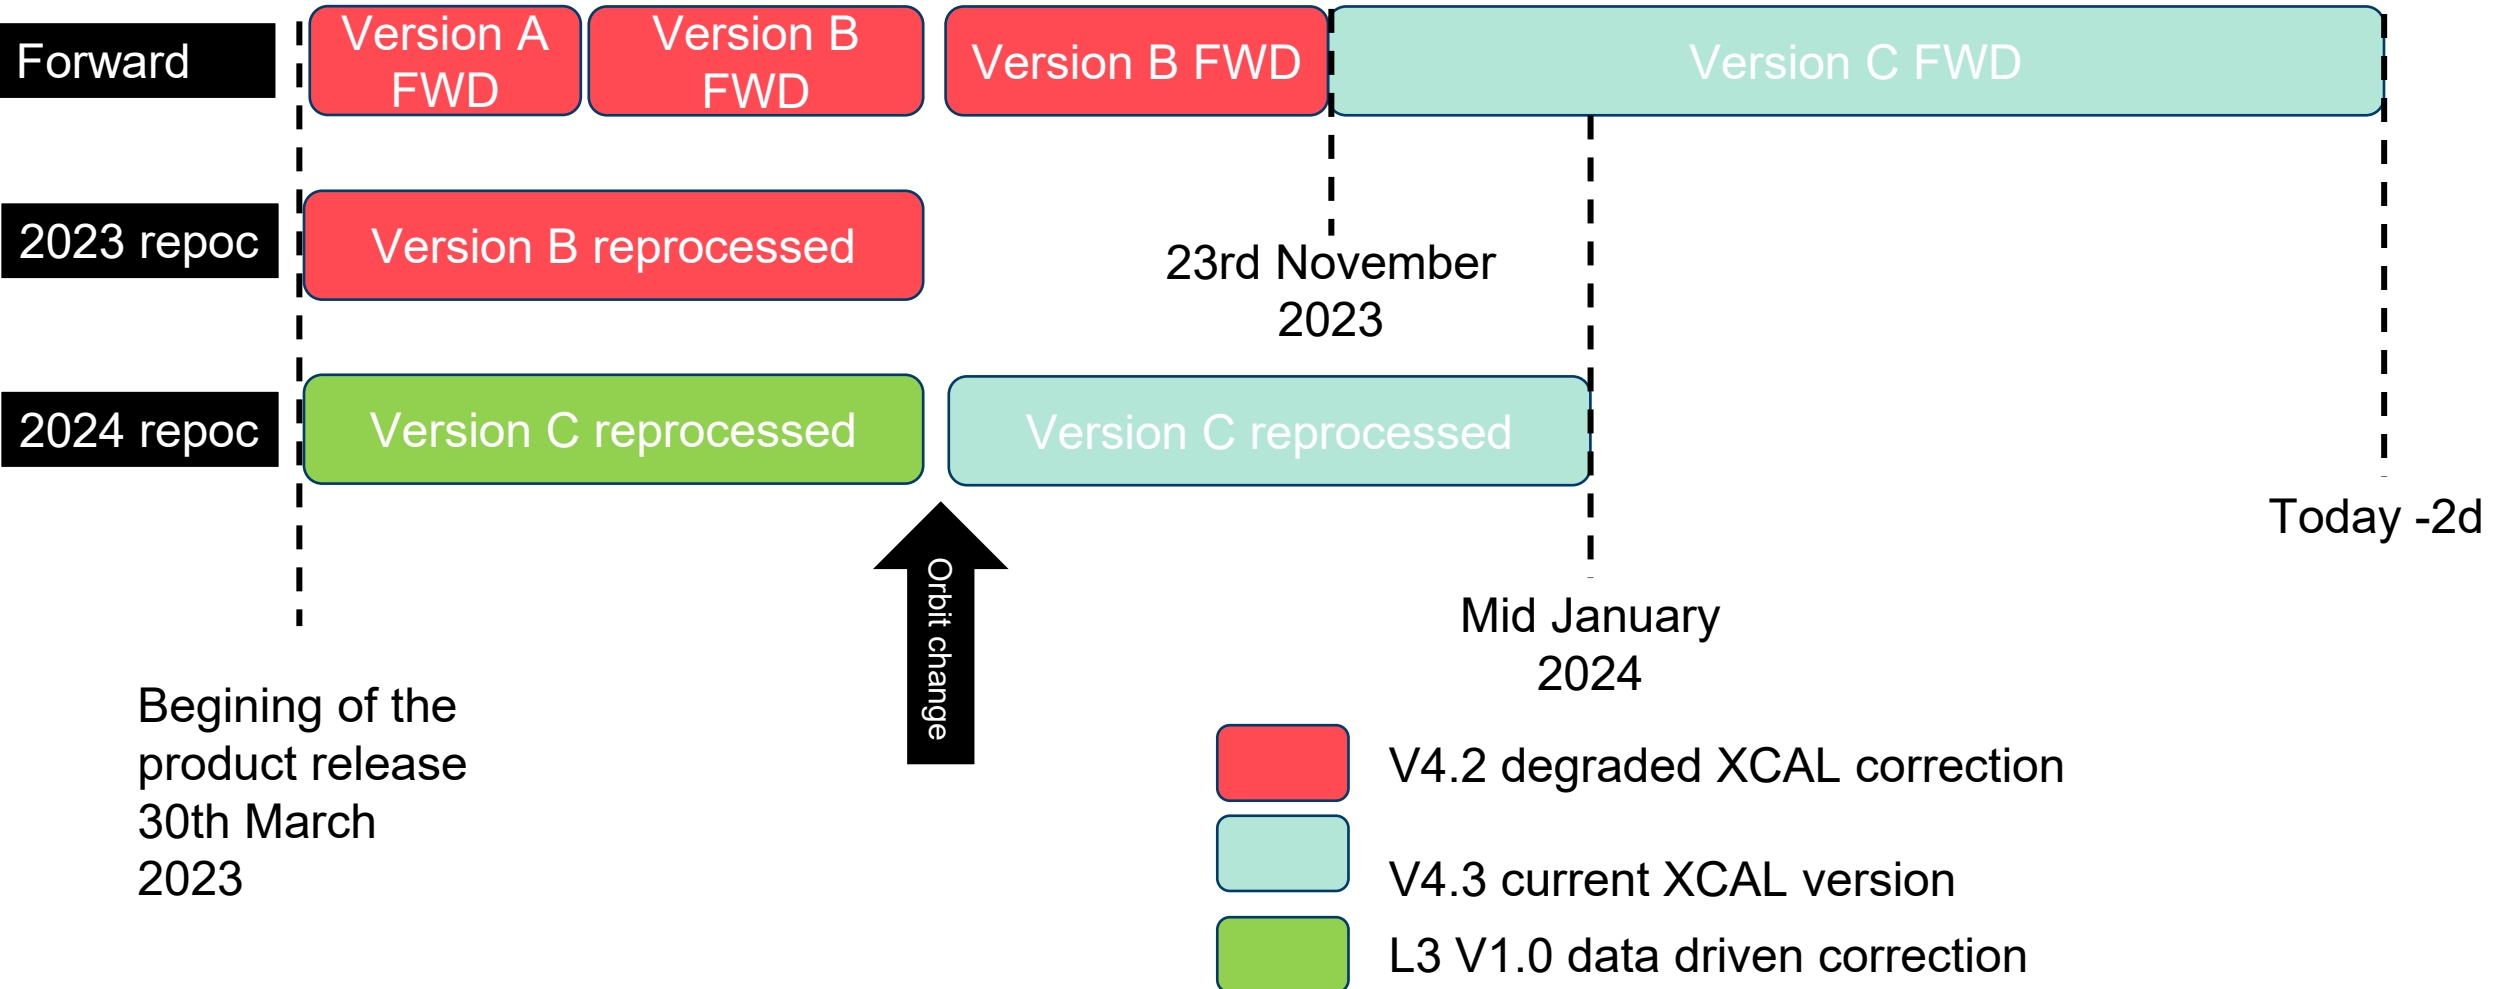 Forward
Version A
FWD
Version B
FWD
Version B FWD
Version C FWD
2023 repoc
Version B reprocessed
23rd November
2023
2024 repoc
Version C reprocessed
Version C reprocessed
Today -2d
Orbit change
Mid January
2024
Begining of the
product release
30th March
2023
V4.2 degraded XCAL correction
V4.3 current XCAL version
L3 V1.0 data driven correction